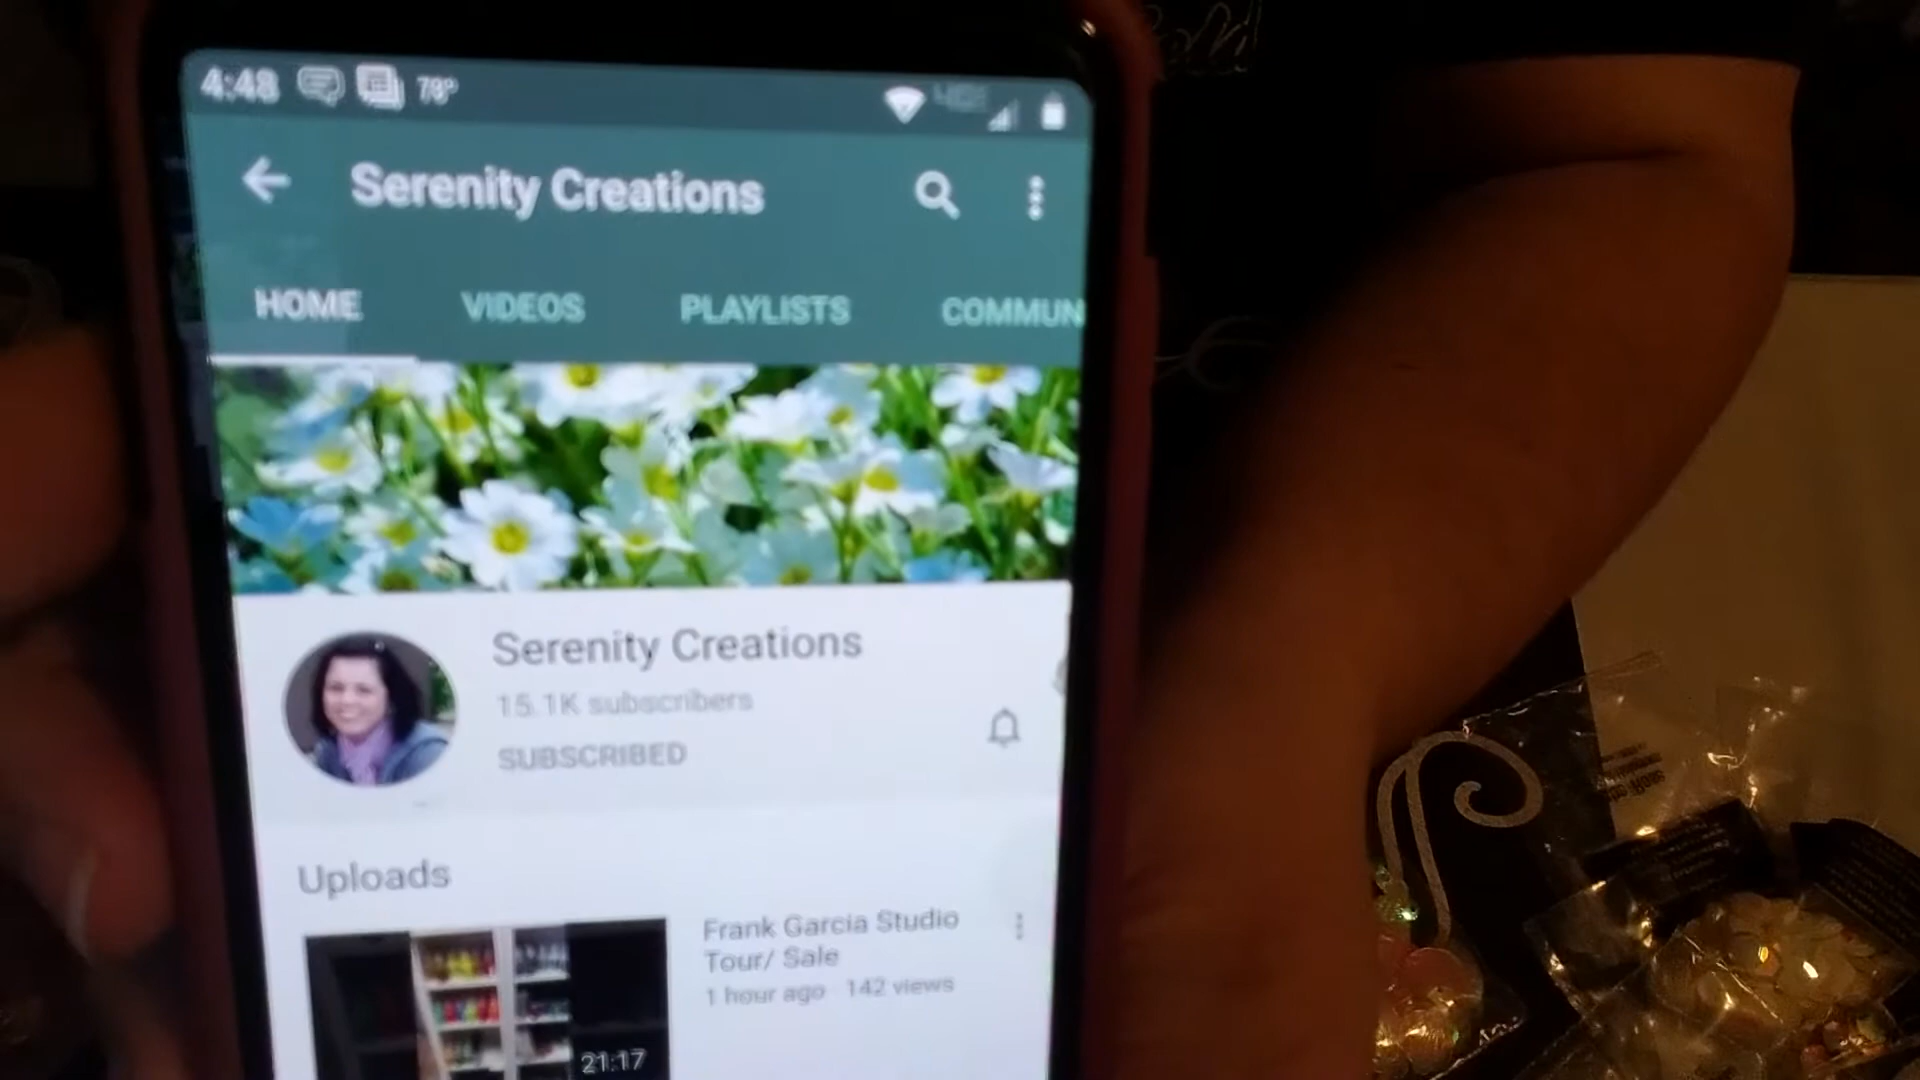 4:48 78°
Serenity Creations
HOME VIDEOS PLAYLISTS COMMUN
Serenity Creations
15.1K subscribers
SUBSCRIBED
Uploads
Frank Garcia Studio
Tour/ Sale
1 hour ago · 142 views
21:17